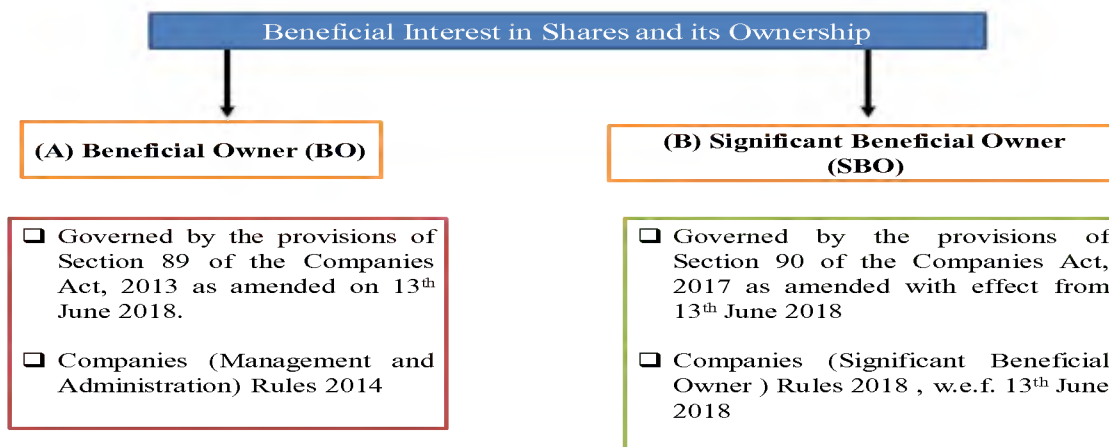 Beneficial Interest in Shares and its Ownership
(A) Beneficial Owner (BO)
(B) Significant Beneficial Owner
(SBO)
❑ Governed by the provisions of
Section 89 of the Companies
Act, 2013 as amended on 13th
June 2018.
❑ Companies (Management and
Administration) Rules 2014
❑ Governed by the provisions of
Section 90 of the Companies Act,
2017 as amended with effect from
13th June 2018
❑ Companies (Significant Beneficial
Owner ) Rules 2018 , w.e.f. 13th June
2018